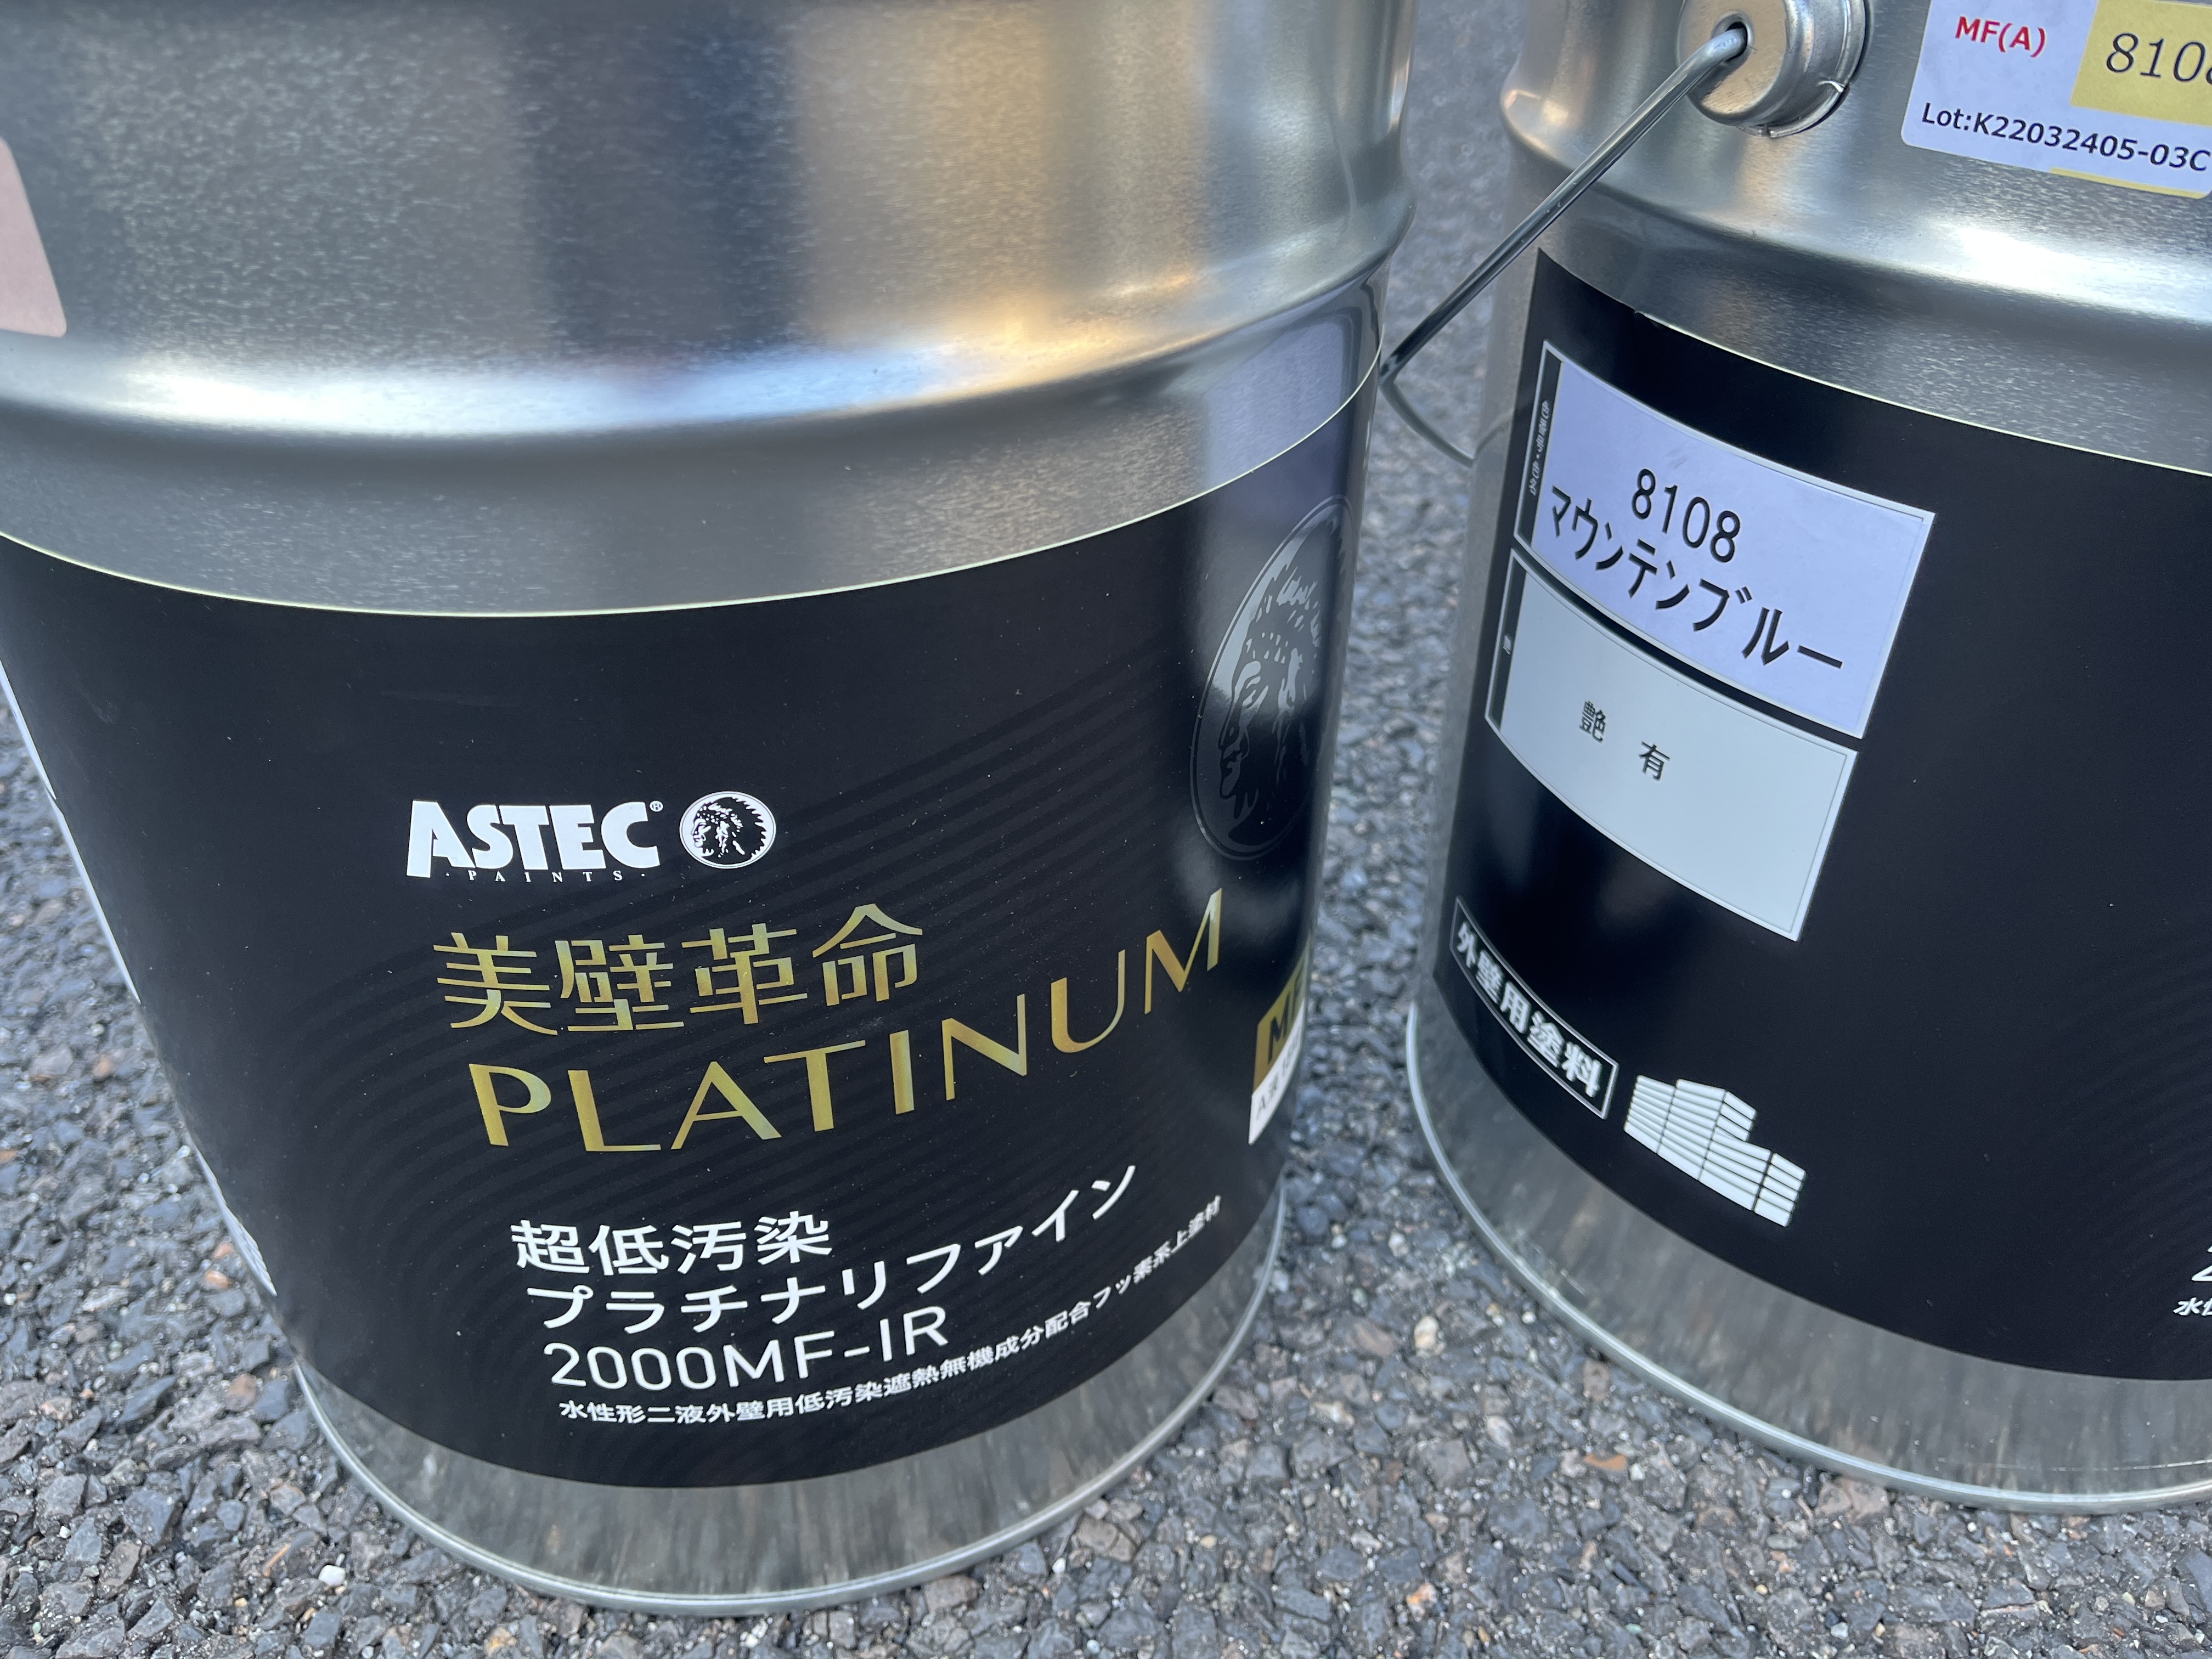 ASTEC®
PAINTS
美壁革命
PLATINUM
超低汚染
プラチナリファイン
2000MF-IR
水性形二液外壁用低汚染遮熱無機成分配合フッ素系上塗材
MF(A)
810
Lot:K22032405-03C
8108
マウンテンブルー
艶 有
外壁用塗料